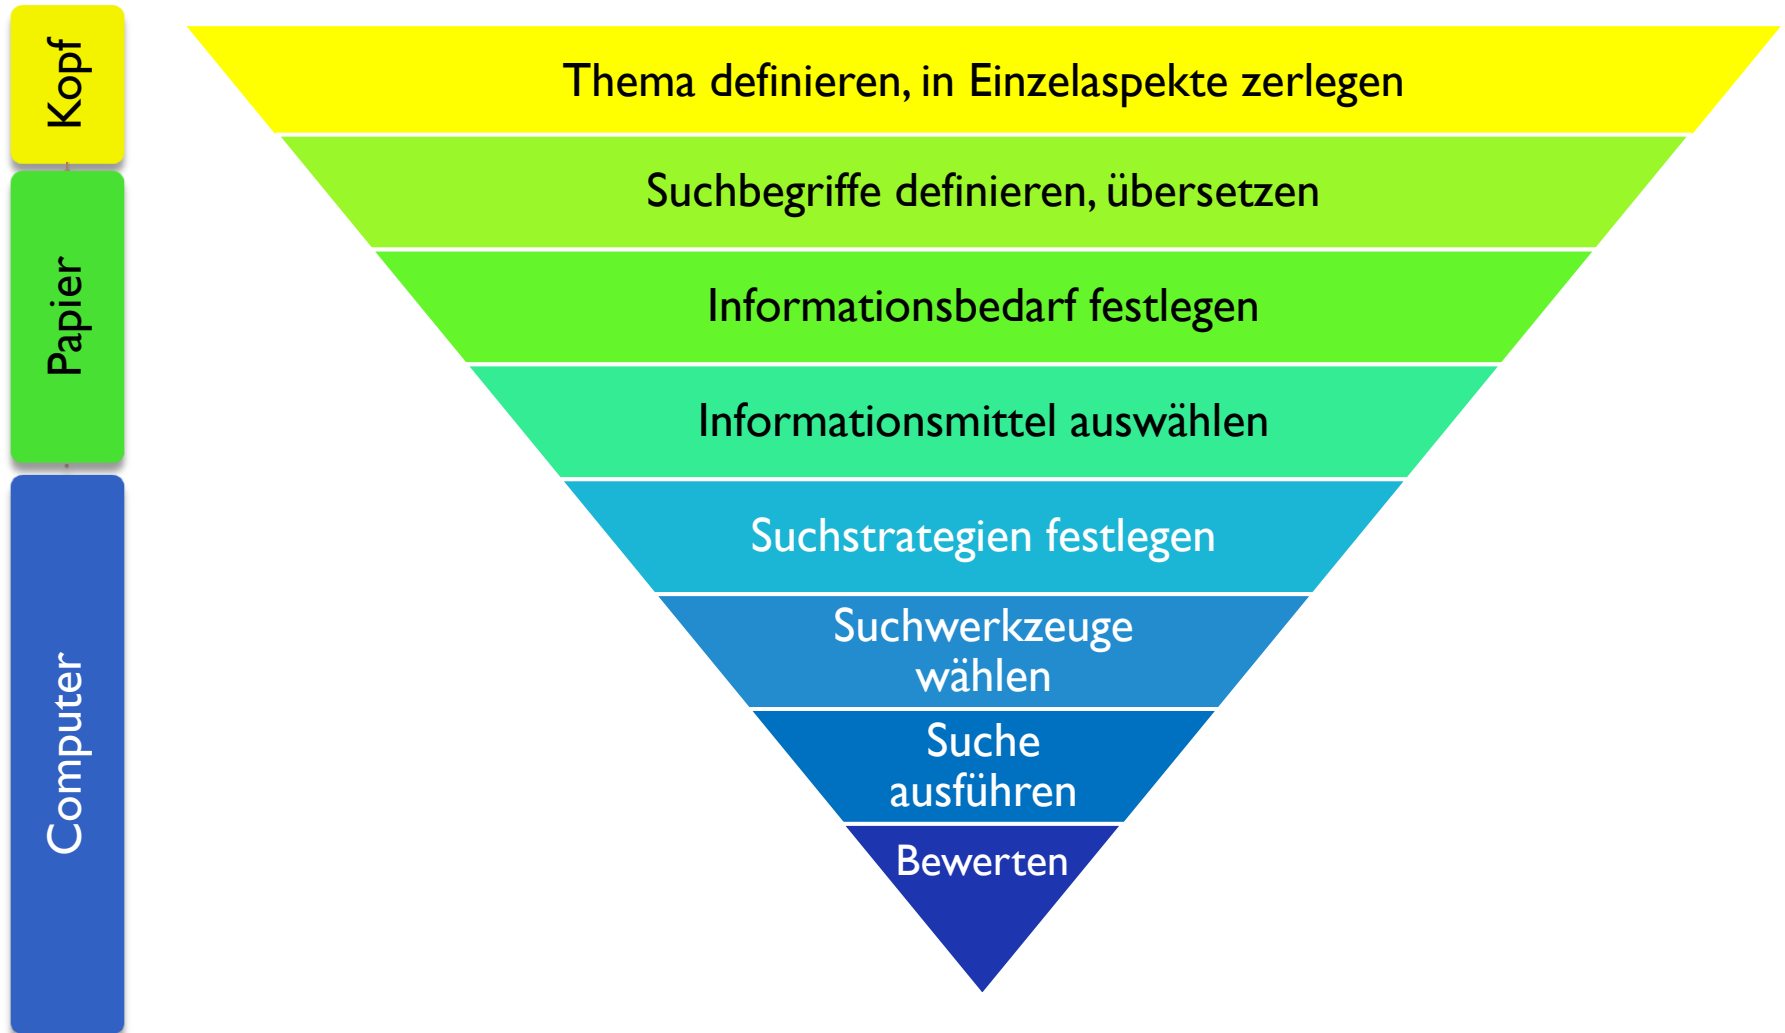 Kopf
Thema definieren, in Einzelaspekte zerlegen
Suchbegriffe definieren, übersetzen
Papier
Informationsbedarf festlegen
Informationsmittel auswählen
Computer
Suchstrategien festlegen
Suchwerkzeuge
wählen
Suche
ausführen
Bewerten